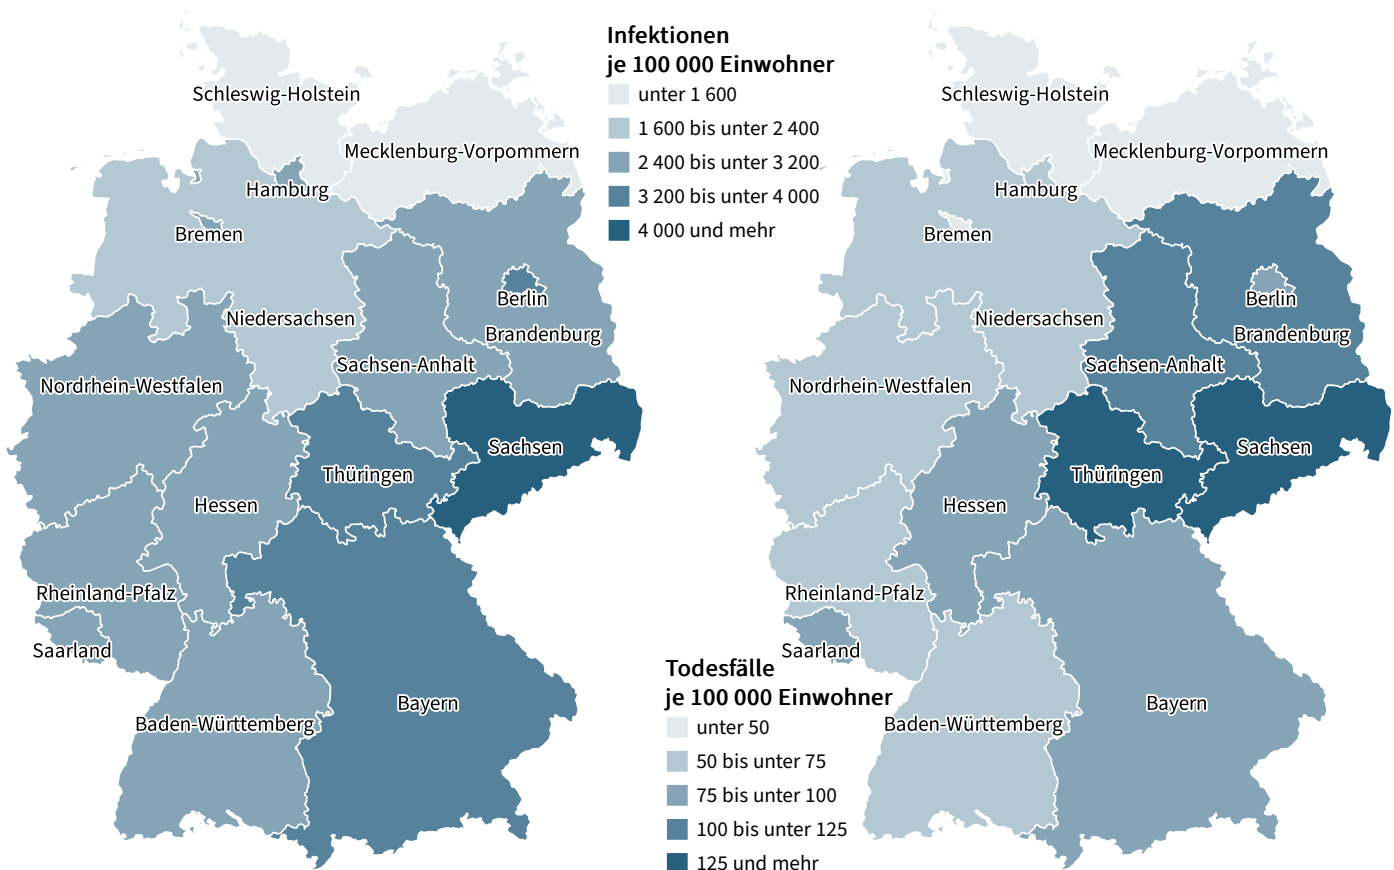 Infektionen
je 100 000 Einwohner
unter 1 600
1 600 bis unter 2 400
2 400 bis unter 3 200
3 200 bis unter 4 000
4 000 und mehr
Schleswig-Holstein
Mecklenburg-Vorpommern
Hamburg
Bremen
Berlin
Niedersachsen
Brandenburg
Sachsen-Anhalt
Nordrhein-Westfalen
Sachsen
Thüringen
Hessen
Rheinland-Pfalz
Saarland
Bayern
Baden-Württemberg
Schleswig-Holstein
Mecklenburg-Vorpommern
Hamburg
Bremen
Berlin
Niedersachsen
Brandenburg
Sachsen-Anhalt
Nordrhein-Westfalen
Sachsen
Thüringen
Hessen
Rheinland-Pfalz
Saarland
Bayern
Baden-Württemberg
Todesfälle
je 100 000 Einwohner
unter 50
50 bis unter 75
75 bis unter 100
100 bis unter 125
125 und mehr